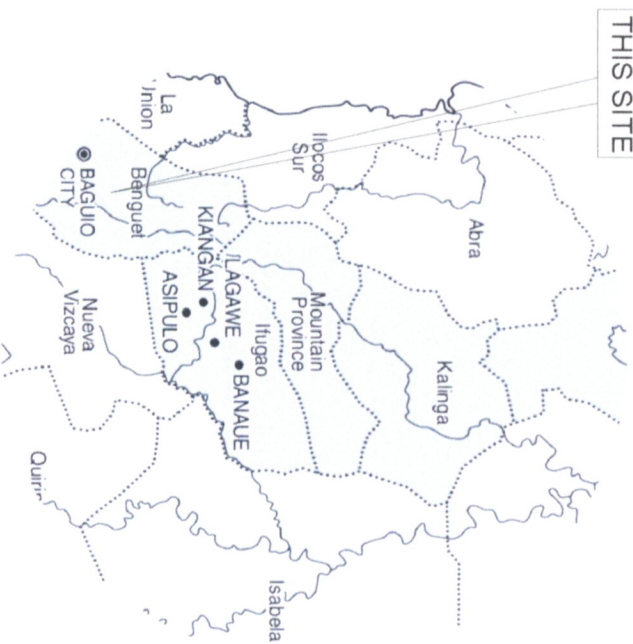 THIS SITE
Abra
Kalinga
Ilocos
Sur
Mountain
Province
Isabela
Ifugao
BANAUE
LAGAWE
KIANGAN
ASIPULO
La
Union
Benguet
BAGUIO
CITY
Nueva
Vizcaya
Quirin